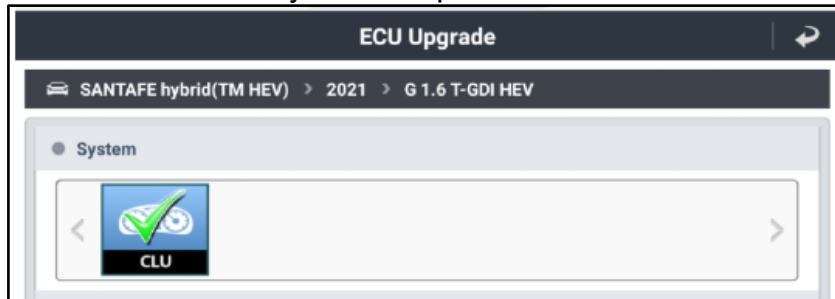 ECU Upgrade
SANTAFE hybrid(TM HEV) > 2021 > G 1.6 T-GDI HEV
System
CLU